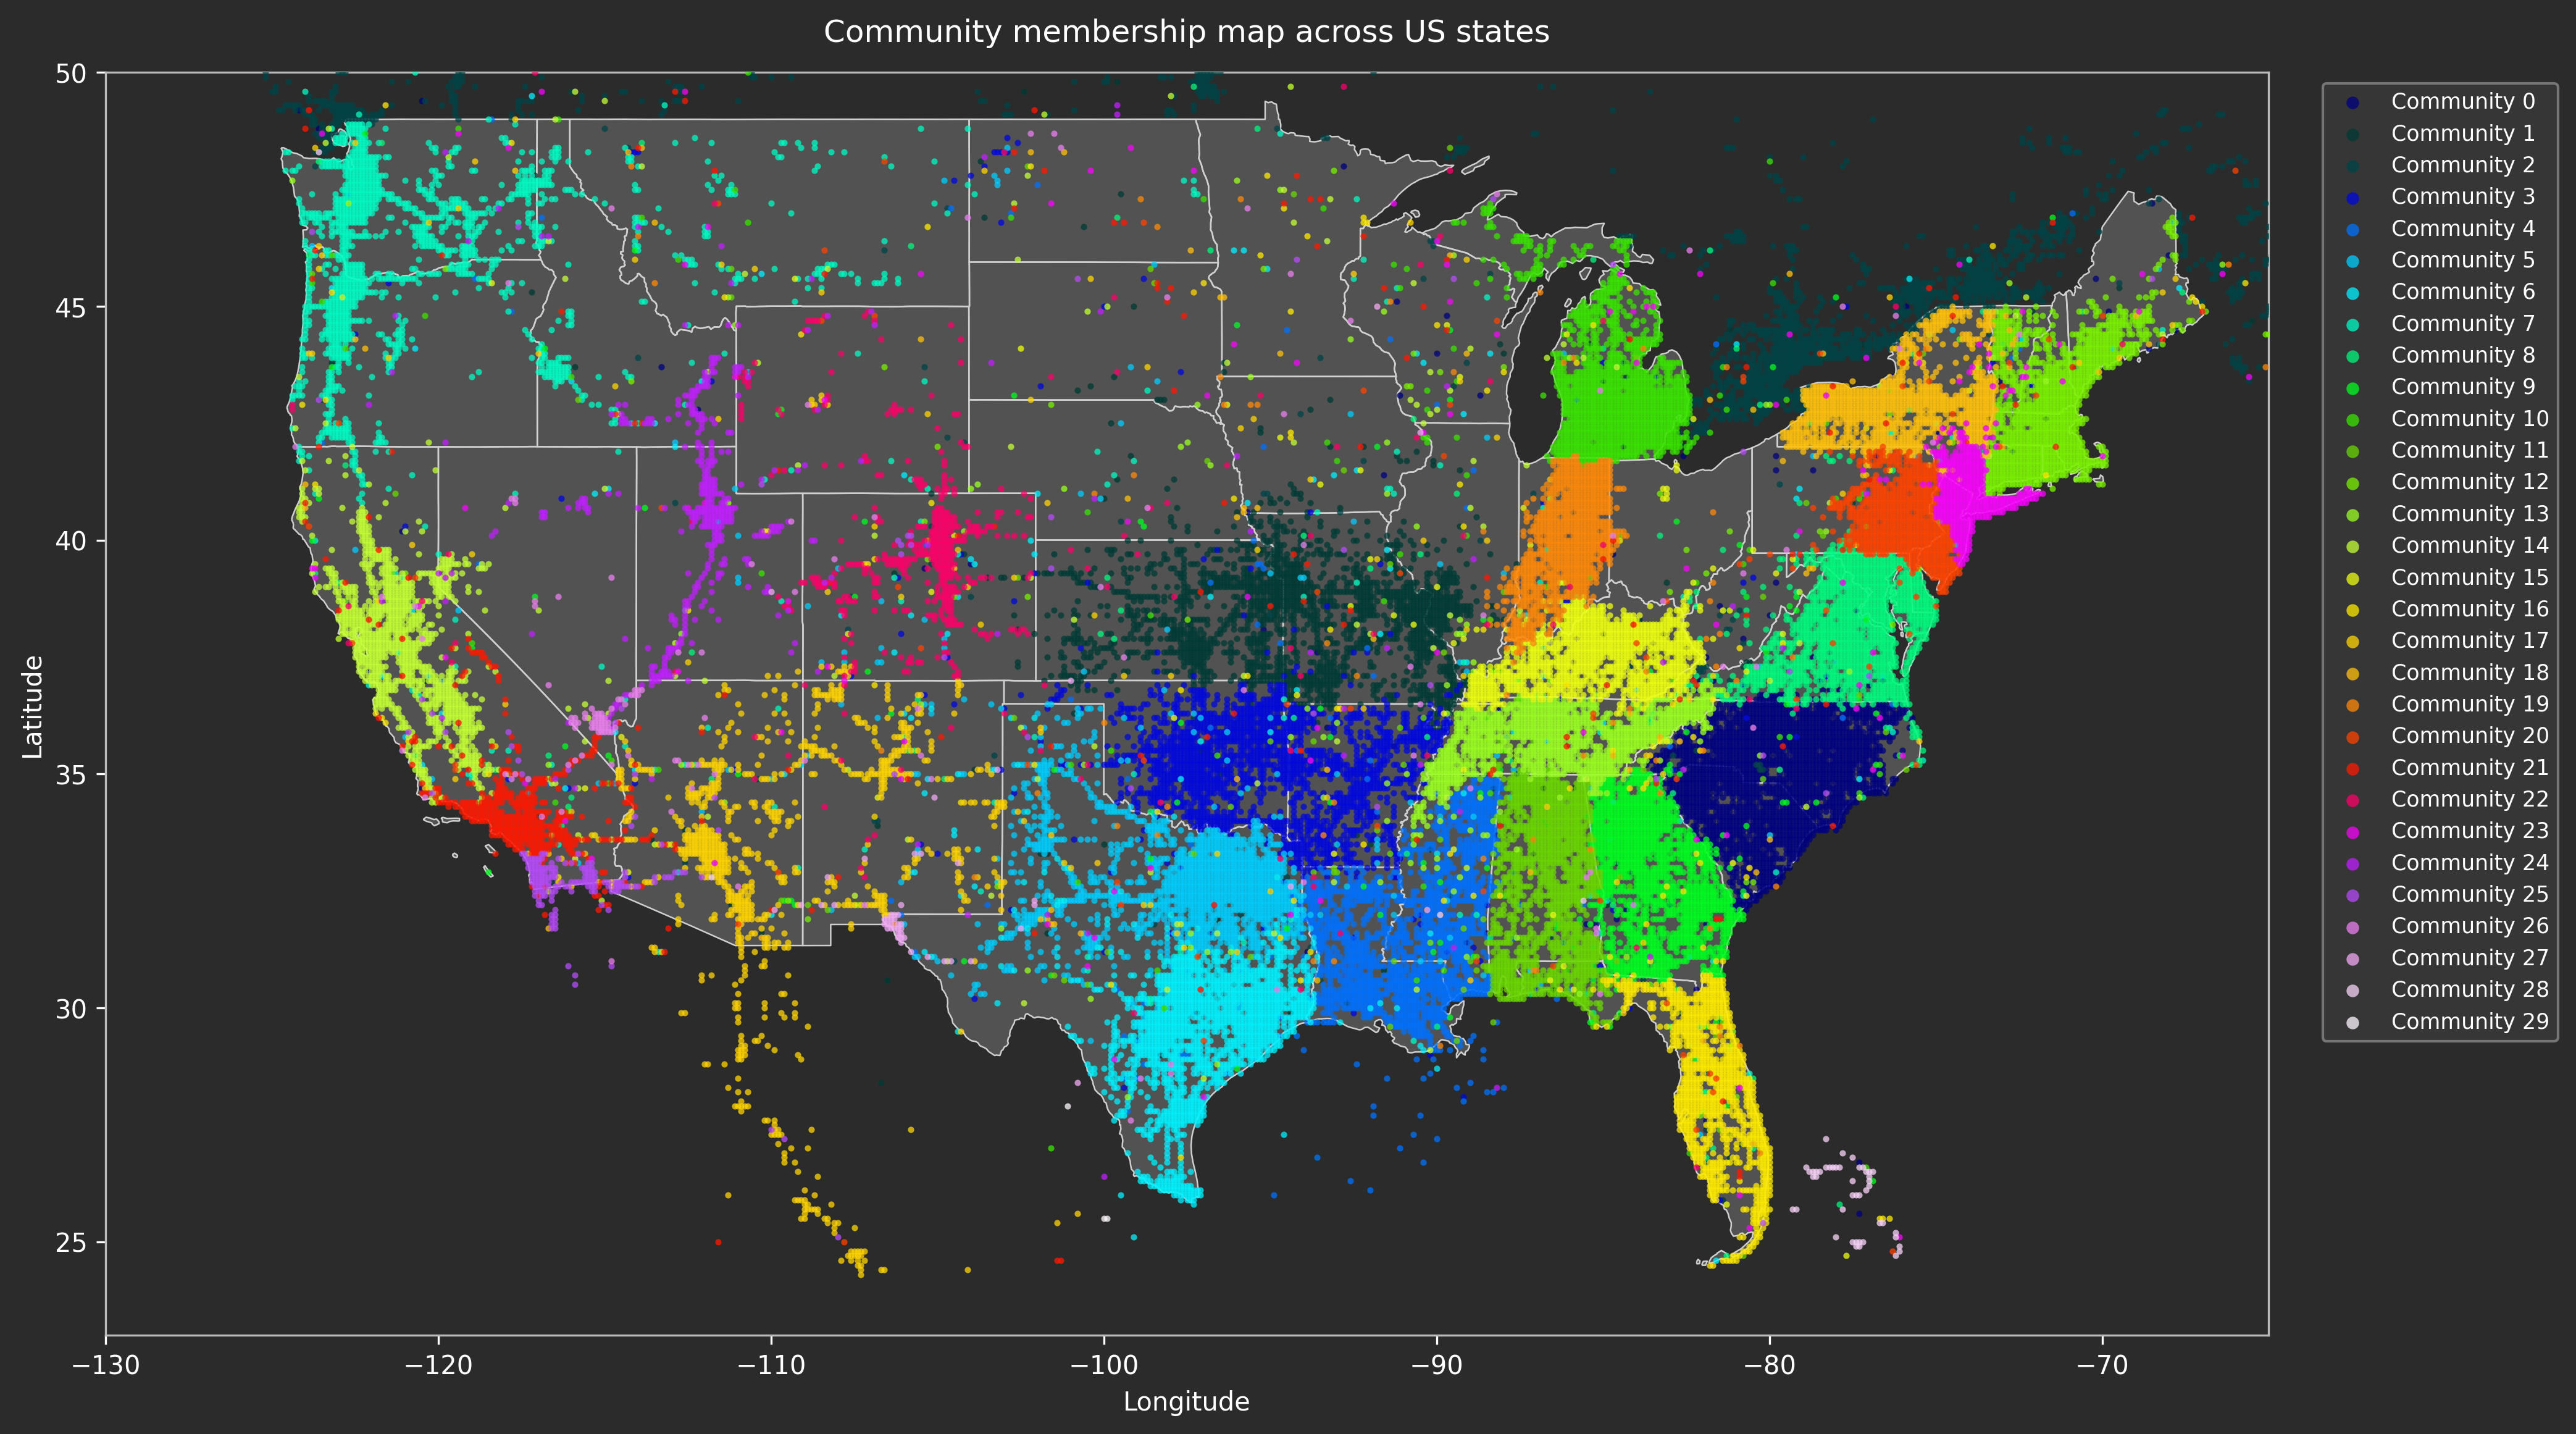 Community membership map across US states
50
45
40
35
30
25
Latitude
−130
−120
−110
−100
−90
−80
−70
Longitude
Community 0
Community 1
Community 2
Community 3
Community 4
Community 5
Community 6
Community 7
Community 8
Community 9
Community 10
Community 11
Community 12
Community 13
Community 14
Community 15
Community 16
Community 17
Community 18
Community 19
Community 20
Community 21
Community 22
Community 23
Community 24
Community 25
Community 26
Community 27
Community 28
Community 29